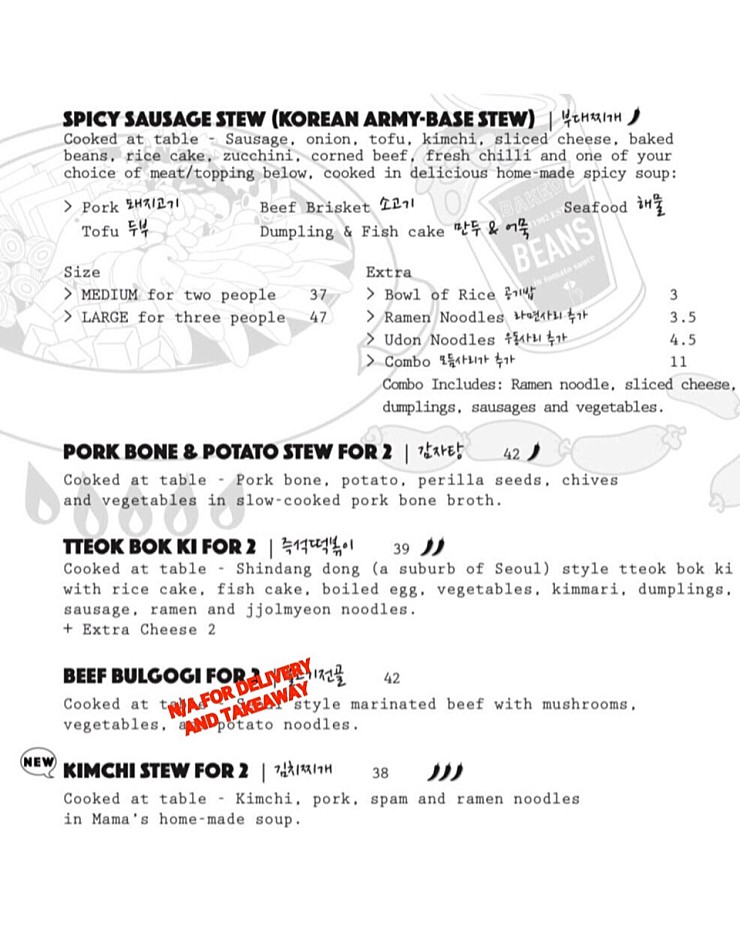 SPICY SAUSAGE STEW (KOREAN ARMY-BASE STEW) | 부대찌개
Cooked at table - Sausage, onion, tofu, kimchi, sliced cheese, baked
beans, rice cake, zucchini, corned beef, fresh chilli and one of your
choice of meat/topping below, cooked in delicious home-made spicy soup:
> Pork 돼지고기 Beef Brisket 소고기 Seafood 해물
Tofu 두부 Dumpling & Fish cake 만두 & 어묵
Size
> MEDIUM for two people 37
> LARGE for three people 47
Extra
> Bowl of Rice 공기밥 3
> Ramen Noodles 라면사리 추가 3.5
> Udon Noodles 우동사리 추가 4.5
> Combo 모듬사리가 추가 11
Combo Includes: Ramen noodle, sliced cheese,
dumplings, sausages and vegetables.
BAKED
BEANS
PORK BONE & POTATO STEW FOR 2 | 감자탕 42
Cooked at table - Pork bone, potato, perilla seeds, chives
and vegetables in slow-cooked pork bone broth.
TTEOK BOK KI FOR 2 | 즉석떡볶이 39
Cooked at table - Shindang dong (a suburb of Seoul) style tteok bok ki
with rice cake, fish cake, boiled egg, vegetables, kimmari, dumplings,
sausage, ramen and jjolmyeon noodles.
+ Extra Cheese 2
BEEF BULGOGI FOR 2 | 불고기전골 42
N/A FOR DELIVERY
AND TAKEAWAY
Cooked at style marinated beef with mushrooms,
vegetables, potato noodles.
NEW
KIMCHI STEW FOR 2 | 김치찌개 38
Cooked at table - Kimchi, pork, spam and ramen noodles
in Mama's home-made soup.